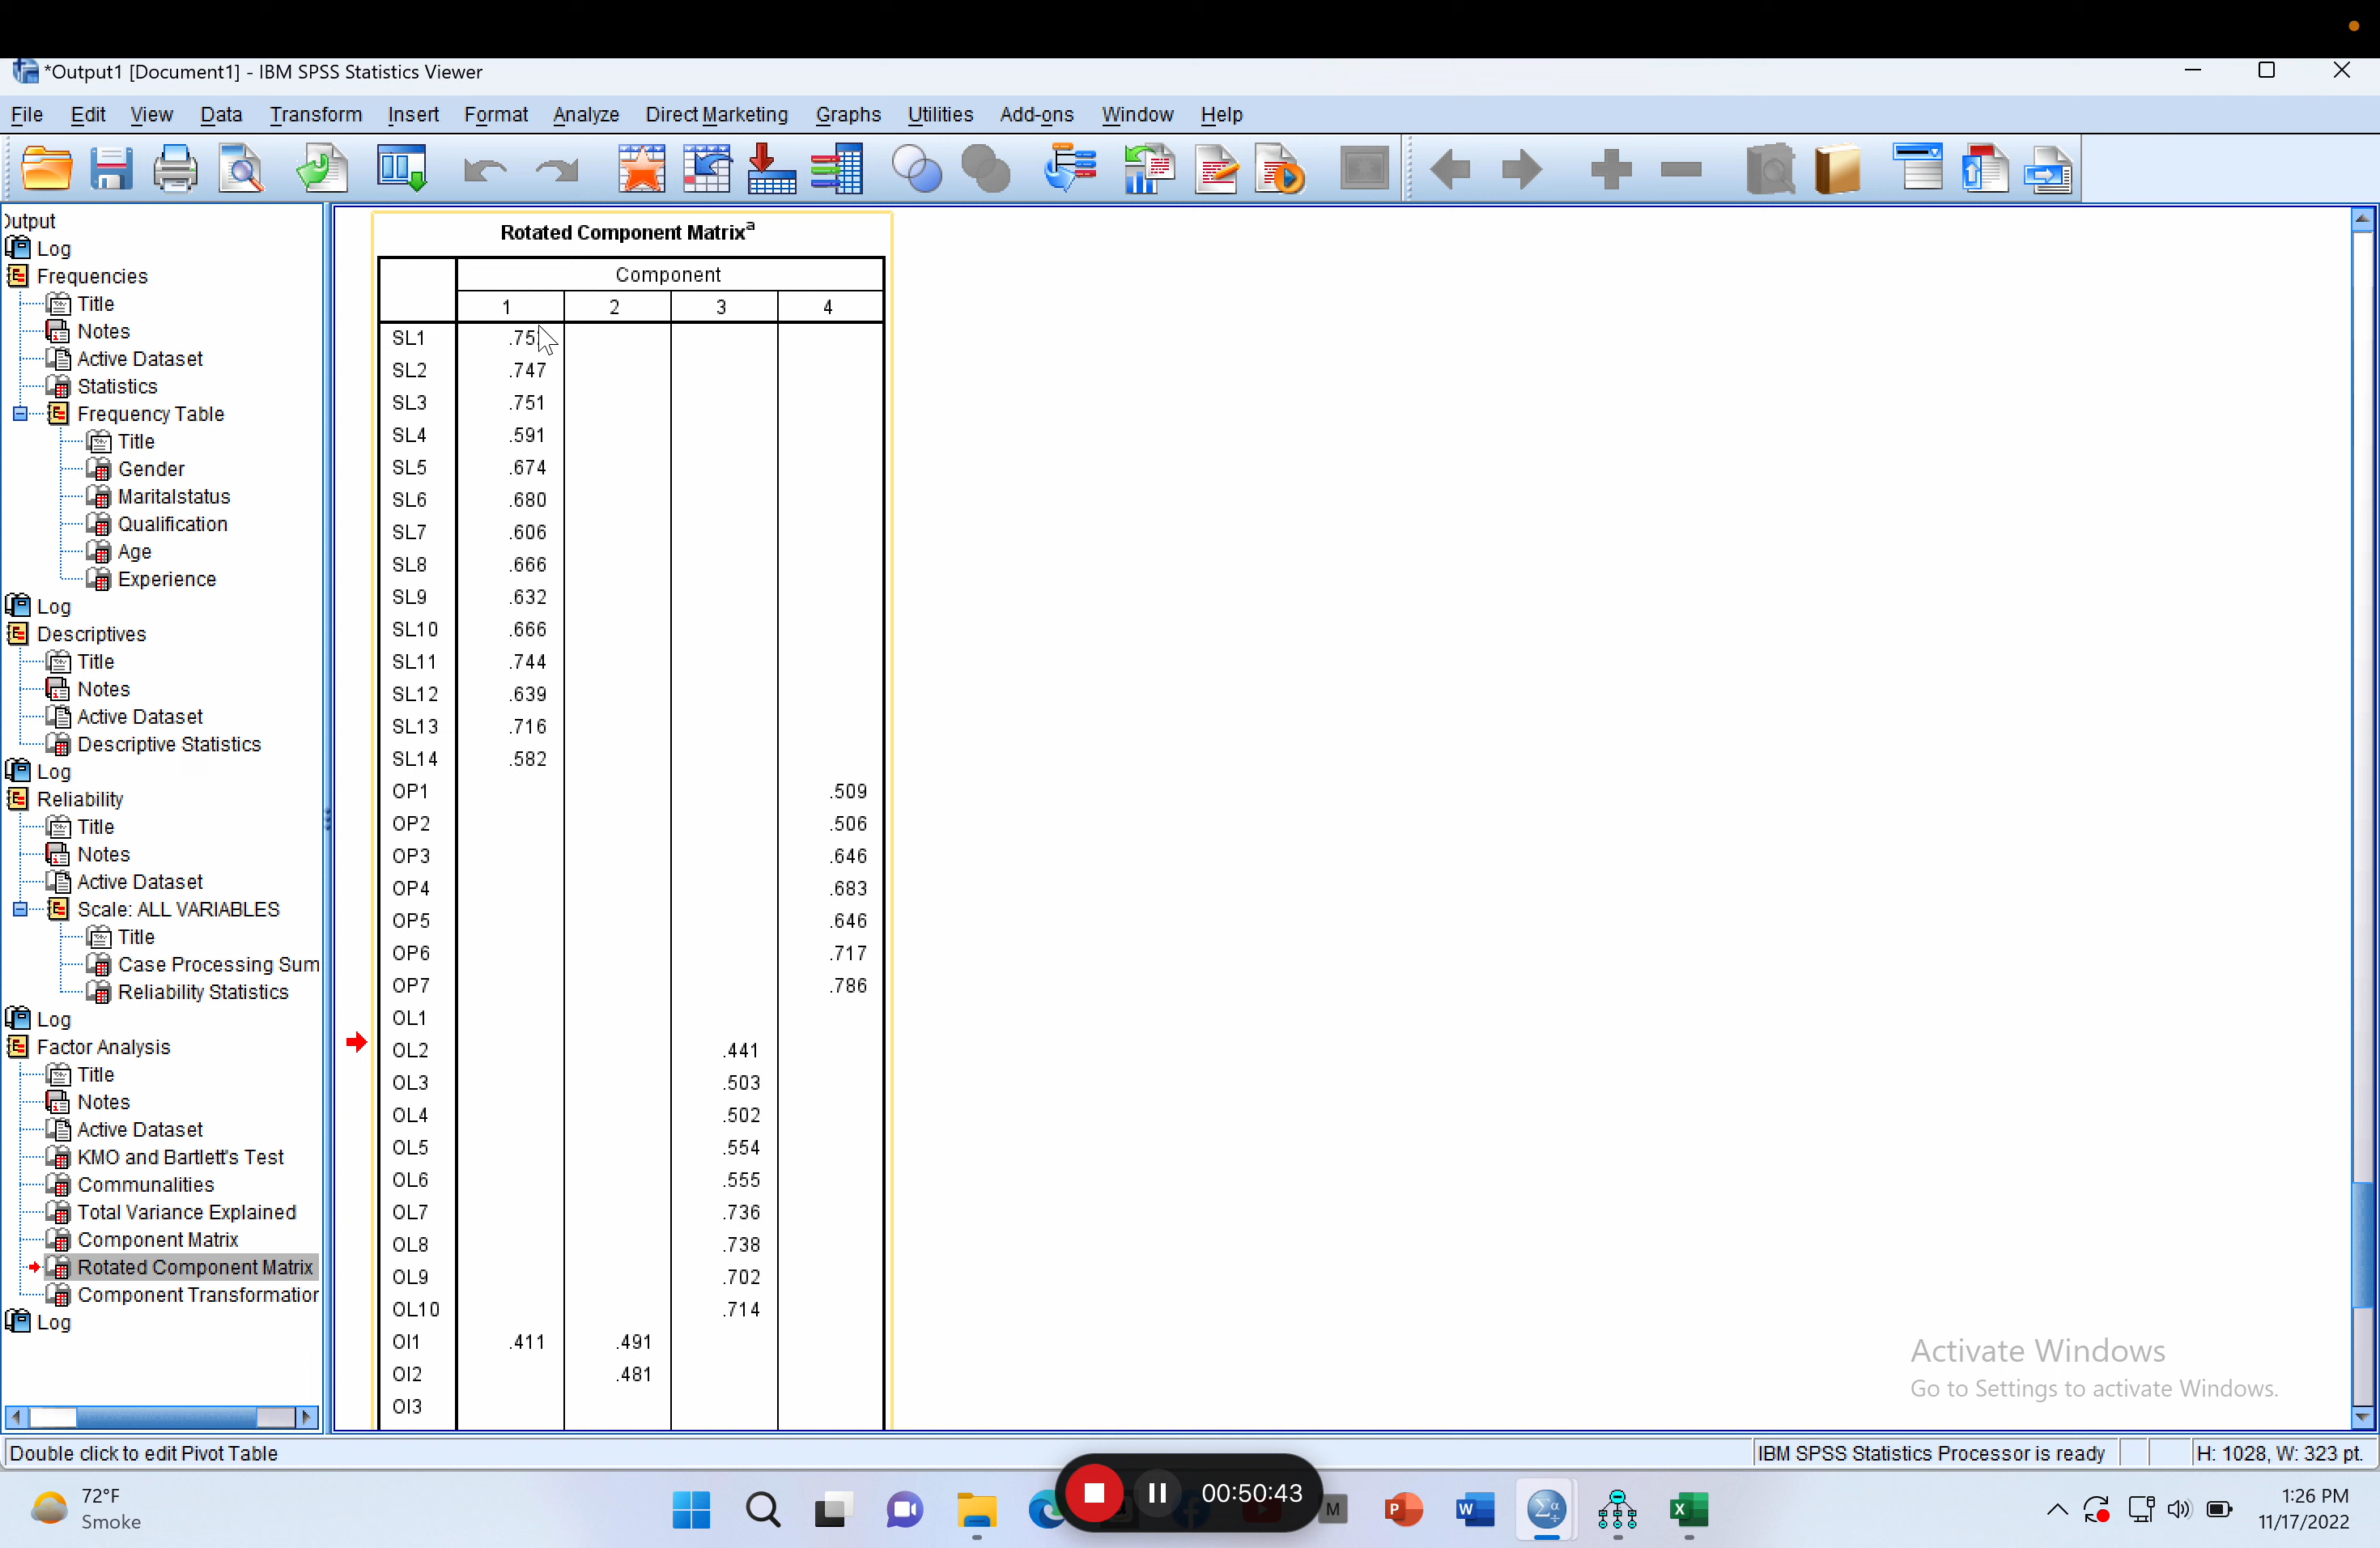 *Output1 [Document1] - IBM SPSS Statistics Viewer
File Edit View Data Transform Insert Format Analyze Direct Marketing Graphs Utilities Add-ons Window Help
Output
Log
Frequencies
Title
Notes
Active Dataset
Statistics
Frequency Table
Title
Gender
Maritalstatus
Qualification
Age
Experience
Log
Descriptives
Title
Notes
Active Dataset
Descriptive Statistics
Log
Reliability
Title
Notes
Active Dataset
Scale: ALL VARIABLES
Title
Case Processing Sum
Reliability Statistics
Log
Factor Analysis
Title
Notes
Active Dataset
KMO and Bartlett's Test
Communalities
Total Variance Explained
Component Matrix
Rotated Component Matrix
Component Transformation
Log
Rotated Component Matrixa
Component
1 2 3 4
SL1
SL2 .747
SL3 .751
SL4 .591
SL5 .674
SL6 .680
SL7 .606
SL8 .666
SL9 .632
SL10 .666
SL11 .744
SL12 .639
SL13 .716
SL14 .582
OP1 .509
OP2 .506
OP3 .646
OP4 .683
OP5 .646
OP6 .717
OP7 .786
OL1
OL2 .441
OL3 .503
OL4 .502
OL5 .554
OL6 .555
OL7 .736
OL8 .738
OL9 .702
OL10 .714
OI1 .411 .491
OI2 .481
OI3
Activate Windows
Go to Settings to activate Windows.
Double click to edit Pivot Table
IBM SPSS Statistics Processor is ready
H: 1028, W: 323 pt.
72°F
Smoke
00:50:43
M
P
W
Σα
X
1:26 PM
11/17/2022